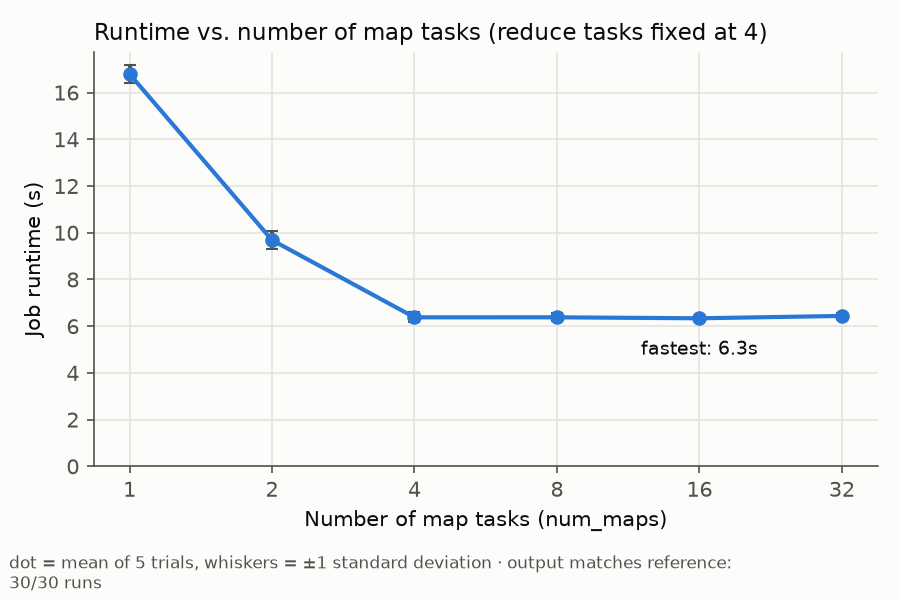 Runtime vs. number of map tasks (reduce tasks fixed at 4)
Job runtime (s)
16
14
12
10
8
6
4
2
0
fastest: 6.3s
1 2 4 8 16 32
Number of map tasks (num_maps)
dot = mean of 5 trials, whiskers = ±1 standard deviation · output matches reference:
30/30 runs